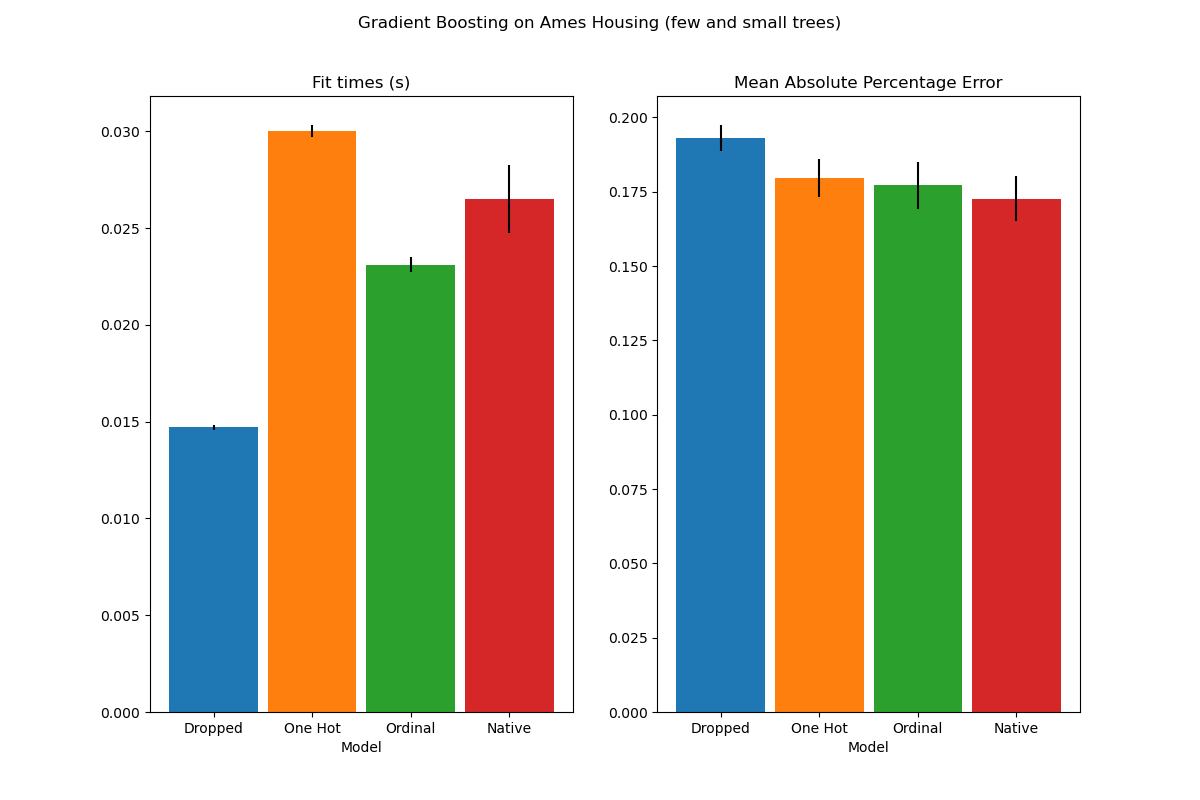 Gradient Boosting on Ames Housing (few and small trees)
Fit times (s)
0.030
0.025
0.020
0.015
0.010
0.005
0.000
Dropped One Hot Ordinal Native
Model
Mean Absolute Percentage Error
0.200
0.175
0.150
0.125
0.100
0.075
0.050
0.025
0.000
Dropped One Hot Ordinal Native
Model